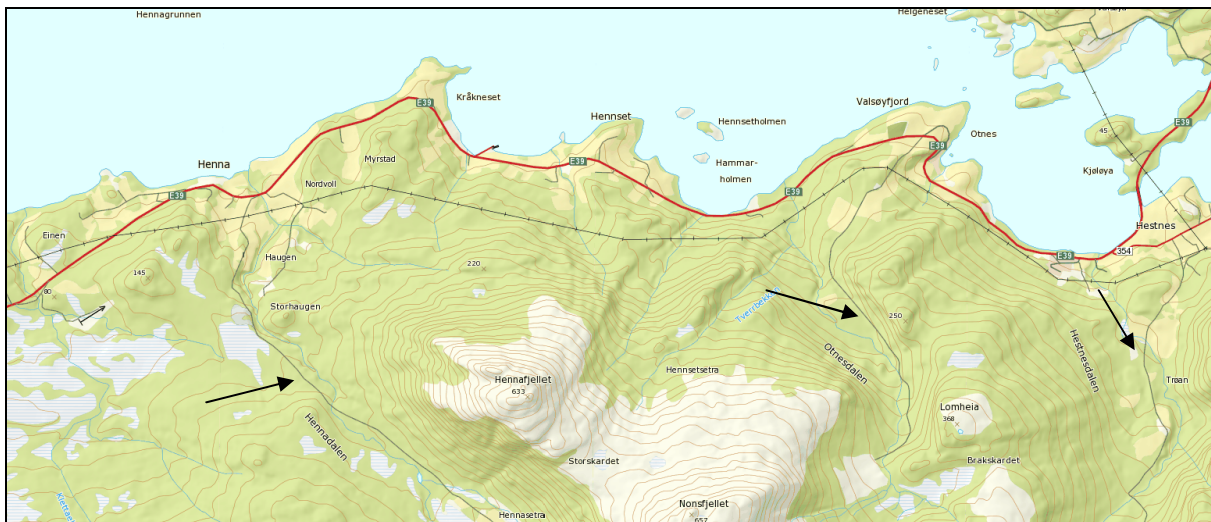 Hennagrunnen
Helgeneset
Kråkneset
E39
Hennset
Hennsetholmen
Valsøyfjord
Otnes
45
E39
Kjøløya
Henna
Myrstad
Nordvoll
E39
E39
Hammar-
holmen
E39
E39
Hestnes
354
E39
Einen
Haugen
145
80
220
Storhaugen
250
Hennafjellet
633
Hennsetsetra
Otnesdalen
Hestnesdalen
Trøan
Hennadalen
Lomheia
368
Storskardet
Brakskardet
Nonsfjellet
657
Hennasetra